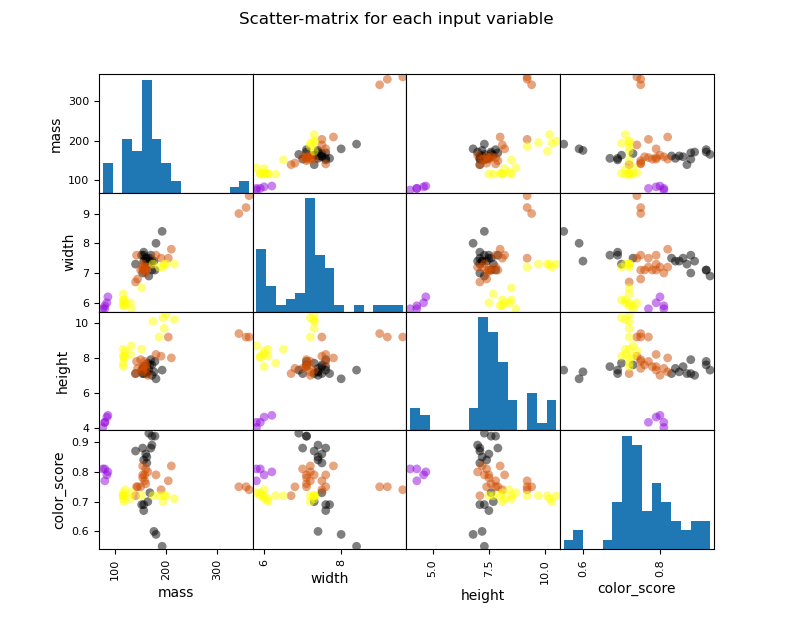 Scatter-matrix for each input variable
mass
300
200
100
width
9
8
7
6
height
10
8
6
4
color_score
0.9
0.8
0.7
0.6
100 200 300
mass
6 8
width
5.0 7.5 10.0
height
0.6 0.8
color_score